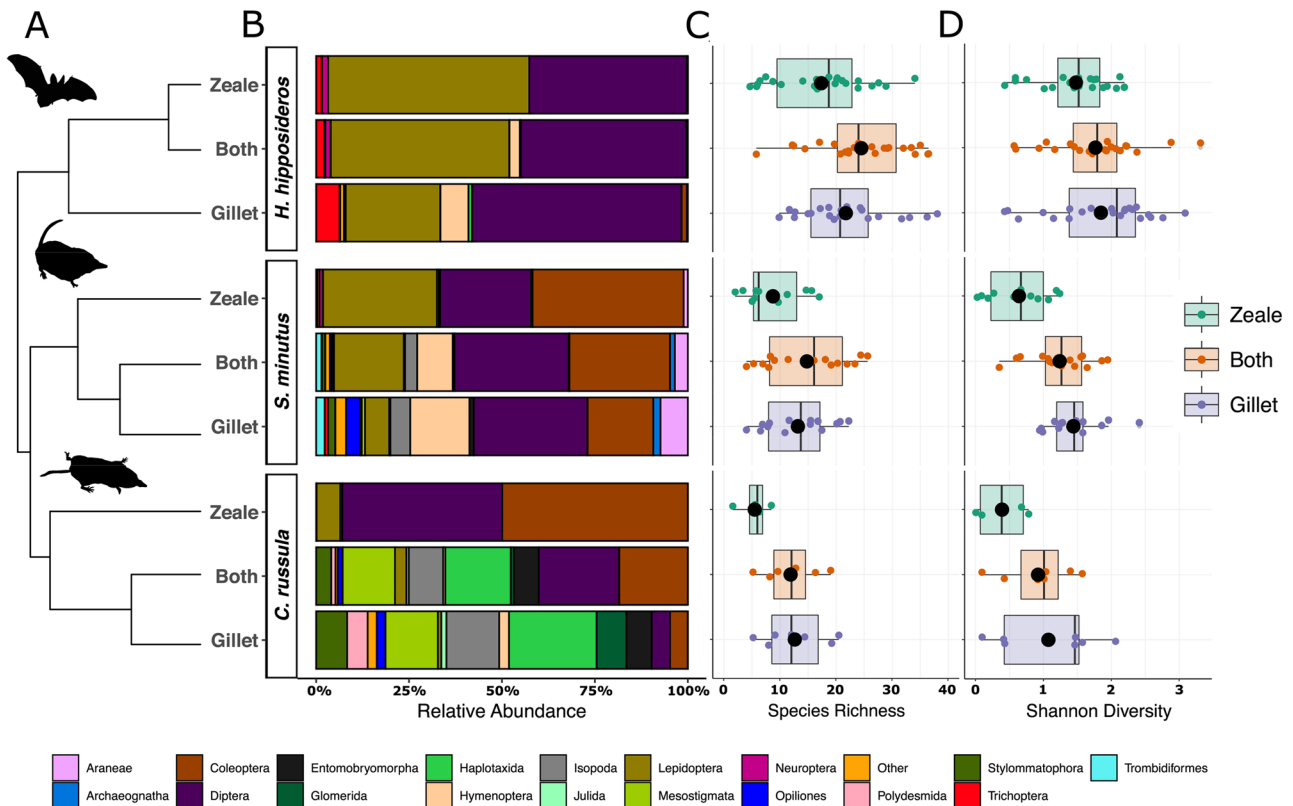 A B C D
Zeale
Both
Gillet
H. hipposideros
Zeale
Both
Gillet
S. minutus
Zeale
Both
Gillet
C. russula
0% 25% 50% 75% 100%
Relative Abundance
0 10 20 30 40
Species Richness
0 1 2 3
Shannon Diversity
Zeale
Both
Gillet
Araneae Coleoptera Entomobryomorpha Haplotaxida Isopoda Lepidoptera Neuroptera Other Stylommatophora Trombidiformes
Archaeognatha Diptera Glomerida Hymenoptera Julida Mesostigmata Opiliones Polydesmida Trichoptera